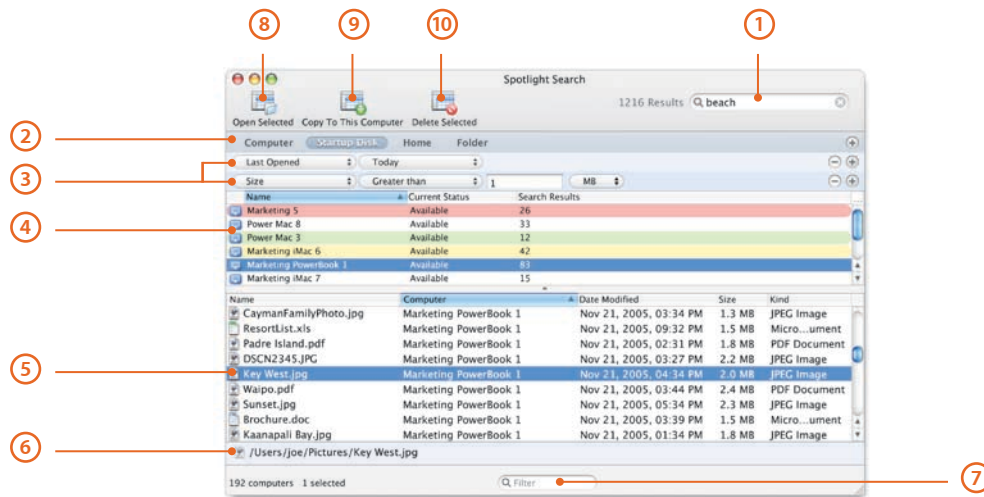 8 9 10 1
Spotlight Search
1216 Results beach
Open Selected Copy To This Computer Delete Selected
2 Computer Startup Disk Home Folder
Last Opened Today
3
Size Greater than 1 MB
Name Current Status Search Results
Marketing 5 Available 26
4 Power Mac 8 Available 33
Power Mac 3 Available 12
Marketing iMac 6 Available 42
Marketing PowerBook 1 Available 83
Marketing iMac 7 Available 15
Name Computer Date Modified Size Kind
CaymanFamilyPhoto.jpg Marketing PowerBook 1 Nov 21, 2005, 03:34 PM 1.3 MB JPEG Image
ResortList.xls Marketing PowerBook 1 Nov 21, 2005, 09:32 PM 1.5 MB Micro...ument
Padre Island.pdf Marketing PowerBook 1 Nov 21, 2005, 02:31 PM 1.8 MB PDF Document
DSCN2345.JPG Marketing PowerBook 1 Nov 21, 2005, 03:27 PM 2.2 MB JPEG Image
5 Key West.jpg Marketing PowerBook 1 Nov 21, 2005, 04:34 PM 2.0 MB JPEG Image
Waipo.pdf Marketing PowerBook 1 Nov 21, 2005, 03:44 PM 2.4 MB PDF Document
Sunset.jpg Marketing PowerBook 1 Nov 21, 2005, 05:34 PM 2.3 MB JPEG Image
Brochure.doc Marketing PowerBook 1 Nov 21, 2005, 03:39 PM 1.5 MB Micro...ument
Kaanapali Bay.jpg Marketing PowerBook 1 Nov 21, 2005, 01:34 PM 1.8 MB JPEG Image
6 /Users/joe/Pictures/Key West.jpg
192 computers 1 selected Filter 7